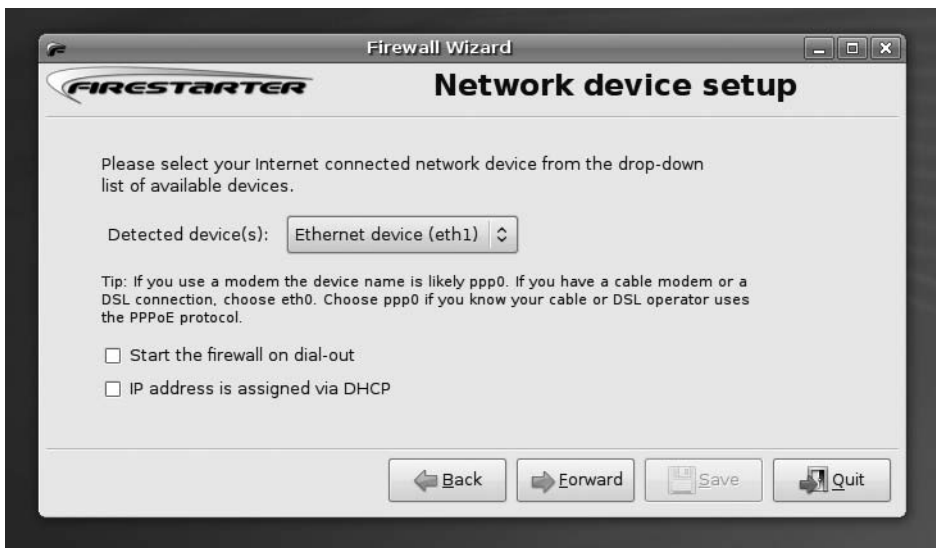 Firewall Wizard
FIRESTARTER
Network device setup
Please select your Internet connected network device from the drop-down
list of available devices.
Detected device(s): Ethernet device (eth1)
Tip: If you use a modem the device name is likely ppp0. If you have a cable modem or a
DSL connection, choose eth0. Choose ppp0 if you know your cable or DSL operator uses
the PPPoE protocol.
Start the firewall on dial-out
IP address is assigned via DHCP
Back Forward Save Quit